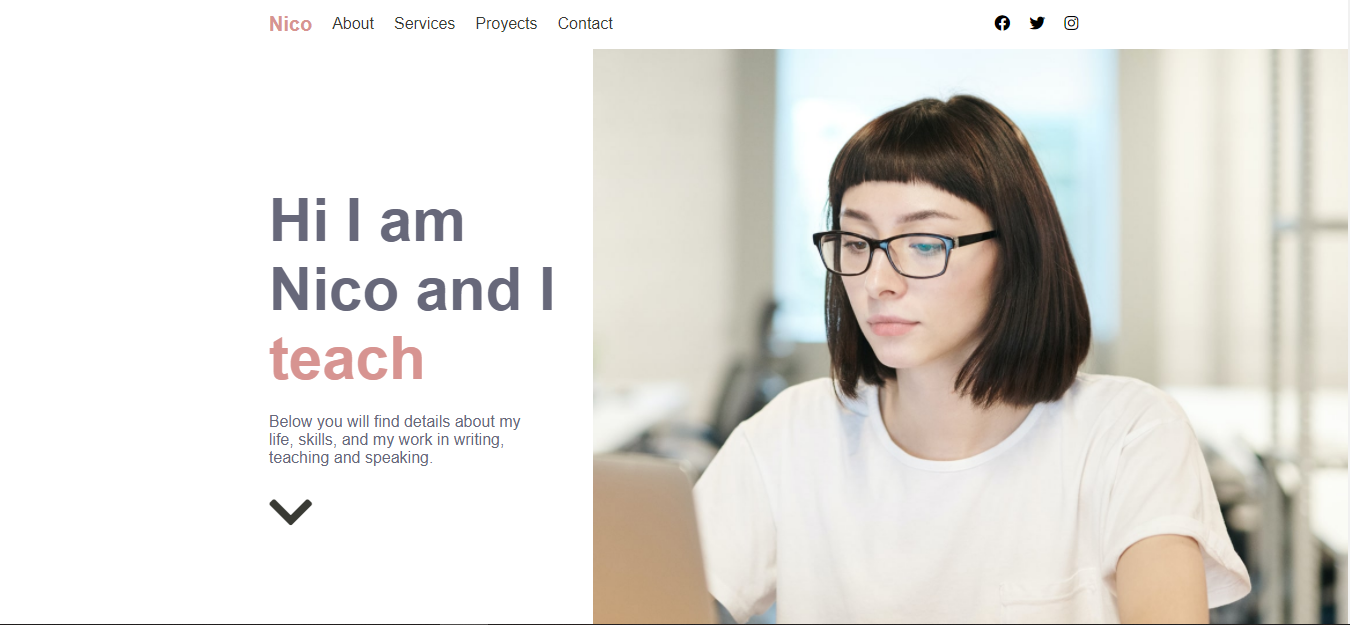 Nico About Services Proyects Contact
Hi I am
Nico and I
teach
Below you will find details about my
life, skills, and my work in writing,
teaching and speaking.